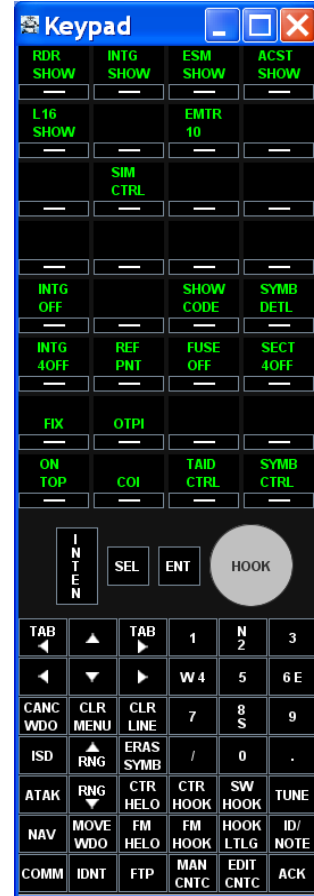 Keypad
RDR INTG ESM ACST
SHOW SHOW SHOW SHOW
L16 EMTR
SHOW 10
SIM
CTRL
INTG SHOW SYMB
OFF CODE DETL
INTG REF FUSE SECT
4OFF PNT OFF 4OFF
FIX OTPI
ON TAID SYMB
TOP COI CTRL CTRL
INTEN SEL ENT HOOK
TAB TAB 1 N 3
2
W 4 5 6 E
CANC CLR CLR 7 8 9
WDO MENU LINE S
ISD RNG ERAS / 0 .
SYMB
ATAK RNG CTR CTR SW TUNE
HELO HOOK HOOK
NAV MOVE FM FM HOOK ID/
WDO HELO HOOK LTLG NOTE
COMM IDNT FTP MAN EDIT ACK
CNTC CNTC